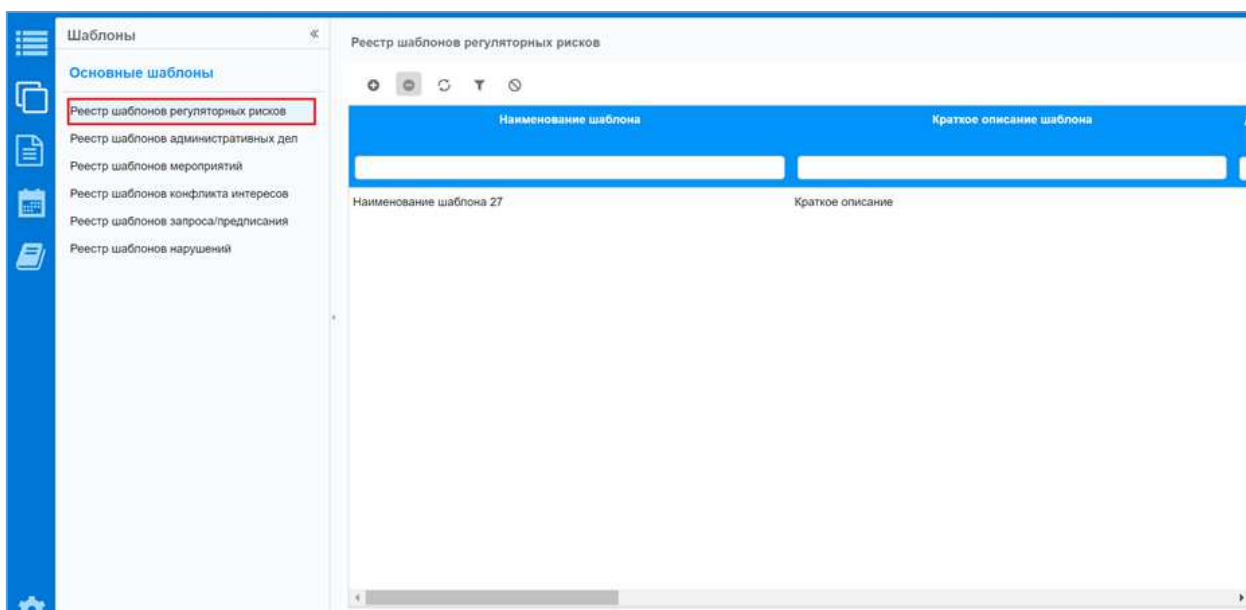 Шаблоны
Основные шаблоны
Реестр шаблонов регуляторных рисков
Реестр шаблонов административных дел
Реестр шаблонов мероприятий
Реестр шаблонов конфликта интересов
Реестр шаблонов запроса/предписания
Реестр шаблонов нарушений
Реестр шаблонов регуляторных рисков
Наименование шаблона Краткое описание шаблона
Наименование шаблона 27 Краткое описание